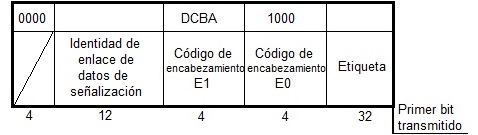 0000 DCBA 1000
Identidad de
enlace de
datos de
señalización
Código de
encabezamiento
E1
Código de
encabezamiento
E0
Etiqueta
4 12 4 4 32
Primer bit
transmitido